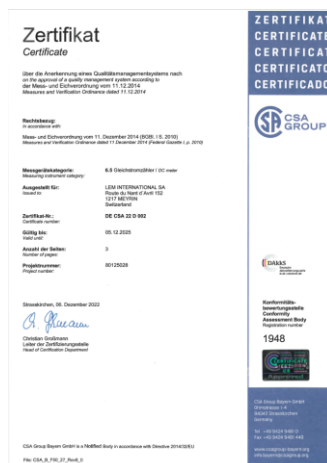 Zertifikat
Certificate
über die Anerkennung eines Qualitätsmanagementsystems nach
on the approval of a quality management system according to
der Mess- und Eichverordnung vom 11.12.2014
Measures and Verification Ordinance dated 11.12.2014
Rechtsbezug:
In accordance with
Mess- und Eichverordnung vom 11. Dezember 2014 (BGBl. I S. 2010)
Measures and Verification Ordinance dated 11 December 2014 (Federal Gazette I, p. 2010)
Messgerätekategorie: 6.5 Gleichstromzähler / DC meter
Measuring instrument category:
Ausgestellt für: LEM INTERNATIONAL SA
Issued to: Route du Nant d'Avril 152
1217 MEYRIN
Switzerland
Zertifikat-Nr.: DE CSA 22 D 002
Certificate number:
Gültig bis: 05.12.2025
Valid until:
Anzahl der Seiten: 3
Number of pages:
Projektnummer: 80125028
Project number:
Strasskirchen, 06. Dezember 2022
Christian Großmann
Leiter der Zertifizierungsstelle
Head of Certification Department
CSA Group Bayern GmbH is a Notified Body in accordance with Directive 2014/32/EU
ZERTIFIKAT
CERTIFICATE
CERTIFICAT
CERTIFICATO
CERTIFICADO
CSA
GROUP
DAkkS
Konformitäts-
bewertungsstelle
Conformity
Assessment Body
Registration number
1948
CSA Group Bayern GmbH
Germany